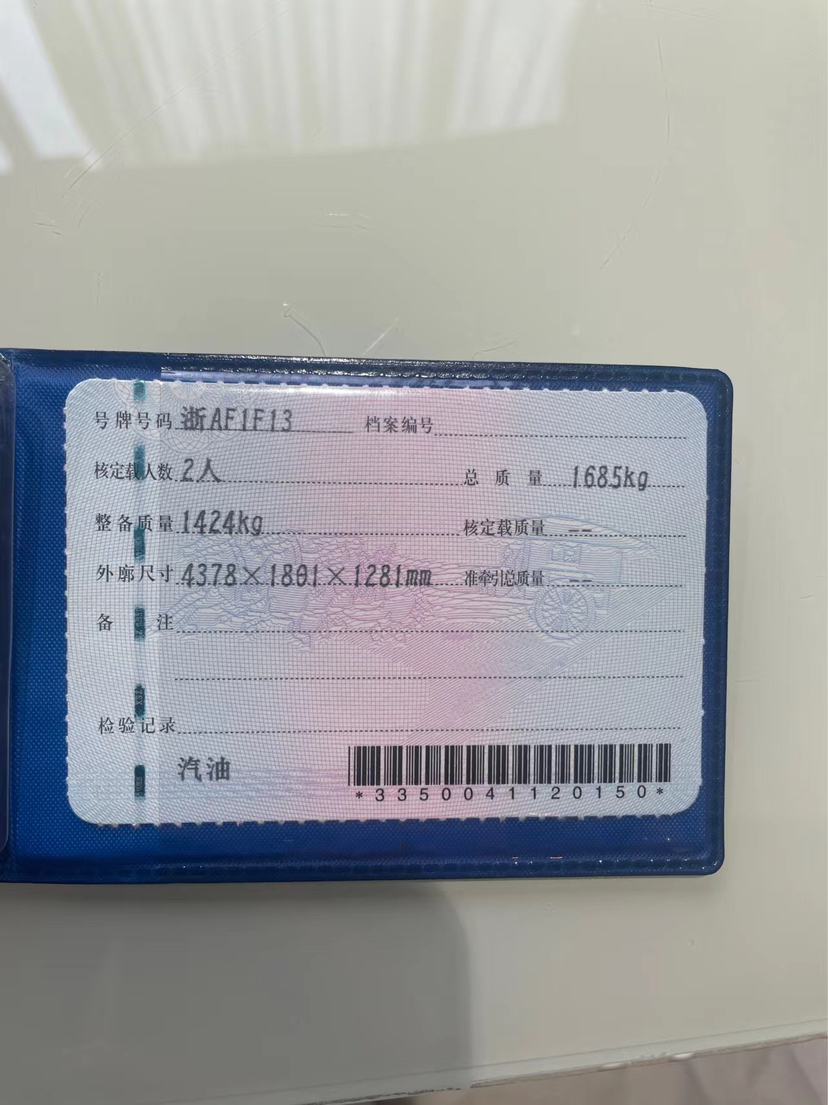 号牌号码 浙AF1F13 档案编号
核定载人数 2人 总质量 1685kg
整备质量 1424kg 核定载质量 --
外廓尺寸 4378×1801×1281mm 准牵引总质量 --
备注
检验记录
汽油
*3350041120150*